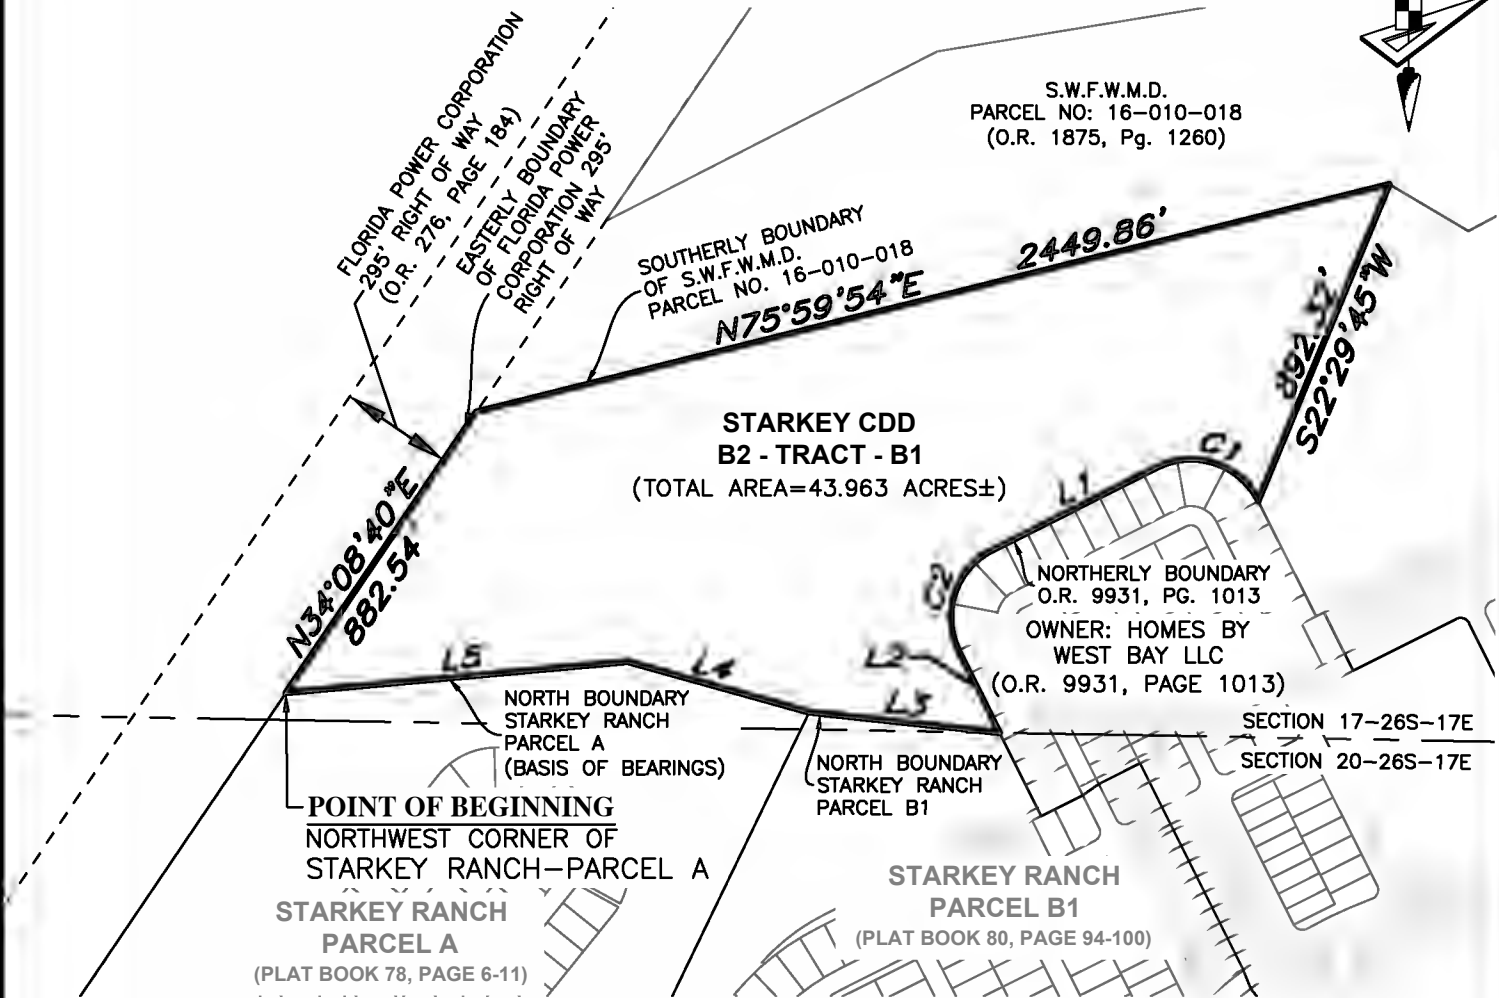 FLORIDA POWER CORPORATION
295' RIGHT OF WAY
(O.R. 276, PAGE 184)
EASTERLY BOUNDARY
OF FLORIDA POWER
CORPORATION 295'
RIGHT OF WAY
S.W.F.W.M.D.
PARCEL NO: 16-010-018
(O.R. 1875, Pg. 1260)
SOUTHERLY BOUNDARY
OF S.W.F.W.M.D.
PARCEL NO. 16-010-018
N75°59'54"E
2449.86'
892.52'
S22°29'45"W
STARKEY CDD
B2 - TRACT - B1
(TOTAL AREA=43.963 ACRES±)
C1
L1
C2
N34°08'40"E
882.54'
NORTHERLY BOUNDARY
O.R. 9931, PG. 1013
OWNER: HOMES BY
WEST BAY LLC
(O.R. 9931, PAGE 1013)
L5
L4
L2
L3
NORTH BOUNDARY
STARKEY RANCH
PARCEL A
(BASIS OF BEARINGS)
NORTH BOUNDARY
STARKEY RANCH
PARCEL B1
SECTION 17-26S-17E
SECTION 20-26S-17E
POINT OF BEGINNING
NORTHWEST CORNER OF
STARKEY RANCH-PARCEL A
STARKEY RANCH
PARCEL A
(PLAT BOOK 78, PAGE 6-11)
STARKEY RANCH
PARCEL B1
(PLAT BOOK 80, PAGE 94-100)